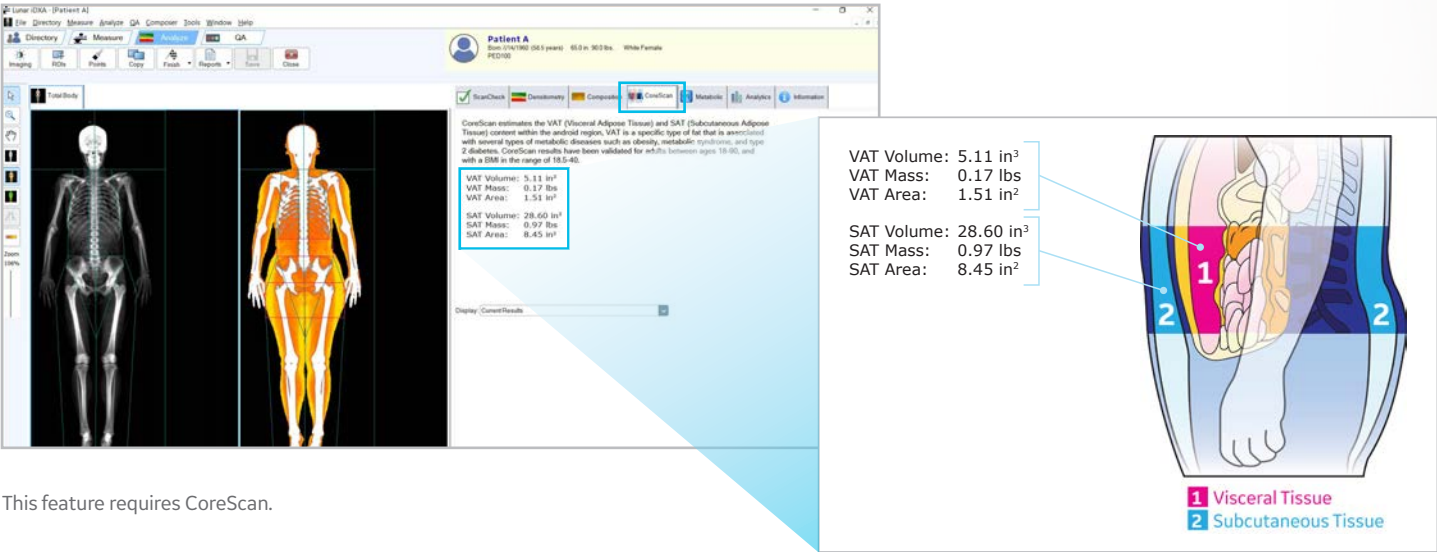 Lunar iDXA - [Patient A]
File Directory Measure Analyze QA Composer Tools Window Help
Directory Measure Analyze QA
Imaging ROIs Points Copy Finish Reports Save Close
Patient A
65.0 in. 90.0 lbs. White Female
PED100
Total Body
ScanCheck Densitometry Composition CoreScan Metabolic Analytics Information
CoreScan estimates the VAT (Visceral Adipose Tissue) and SAT (Subcutaneous Adipose
Tissue) content within the android region, VAT is a specific type of fat that is associated
with several types of metabolic diseases such as obesity, metabolic syndrome, and type
2 diabetes. CoreScan results have been validated for adults between ages 18-90, and
with a BMI in the range of 18.5-40.
VAT Volume: 5.11 in³
VAT Mass: 0.17 lbs
VAT Area: 1.51 in²
SAT Volume: 28.60 in³
SAT Mass: 0.97 lbs
SAT Area: 8.45 in²
Zoom
106%
Display: Current Results
VAT Volume: 5.11 in³
VAT Mass: 0.17 lbs
VAT Area: 1.51 in²
SAT Volume: 28.60 in³
SAT Mass: 0.97 lbs
SAT Area: 8.45 in²
1
2
2
1 Visceral Tissue
2 Subcutaneous Tissue
This feature requires CoreScan.